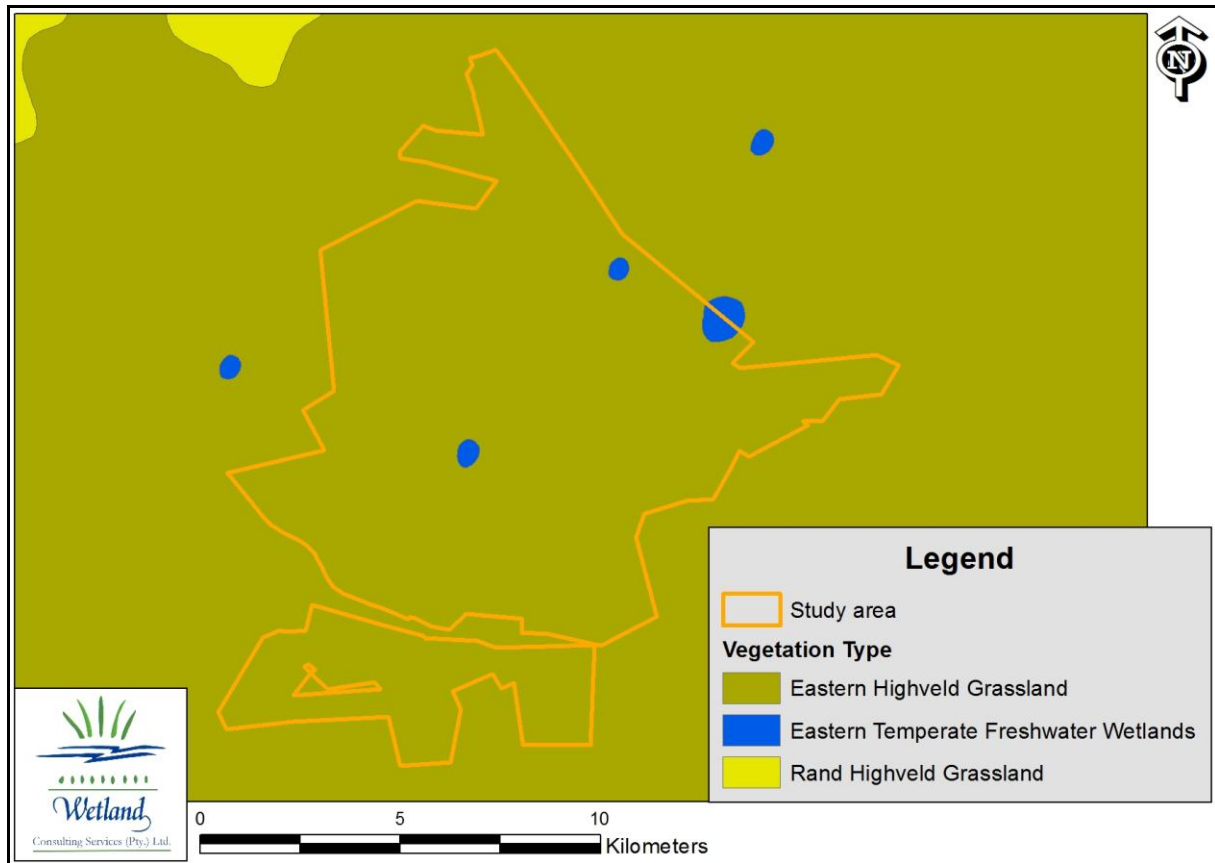 N
Legend
Study area
Vegetation Type
Eastern Highveld Grassland
Eastern Temperate Freshwater Wetlands
Rand Highveld Grassland
Wetland
Consulting Services (Pty.) Ltd.
0 5 10
Kilometers